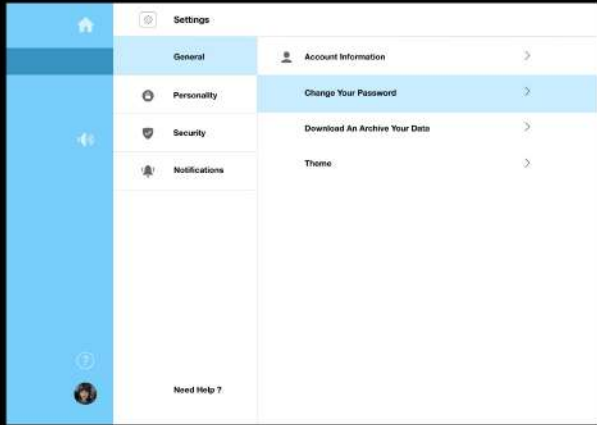 Settings
General
Personality
Security
Notifications
Need Help ?
Account Information
Change Your Password
Download An Archive Your Data
Theme